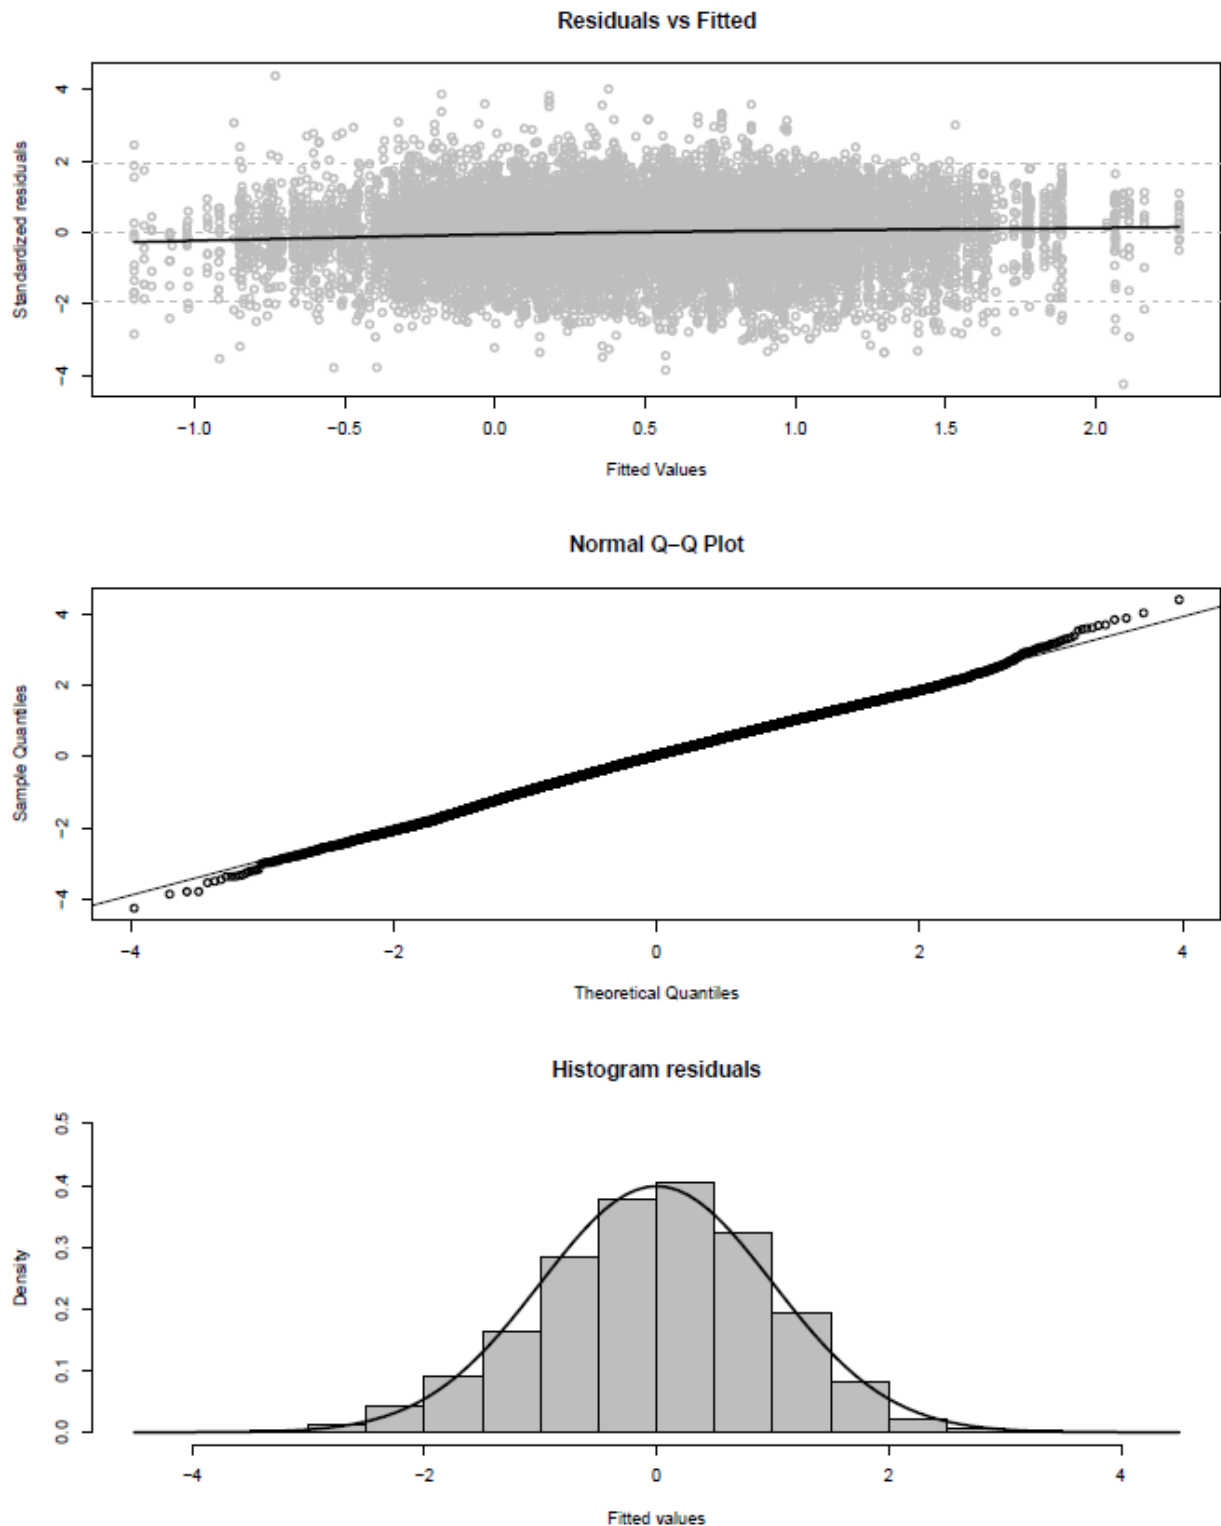 Residuals vs Fitted
Standardized residuals
4
2
0
−2
−4
−1.0 −0.5 0.0 0.5 1.0 1.5 2.0
Fitted Values
Normal Q−Q Plot
Sample Quantiles
4
2
0
−2
−4
−4 −2 0 2 4
Theoretical Quantiles
Histogram residuals
Density
0.5
0.4
0.3
0.2
0.1
0.0
−4 −2 0 2 4
Fitted values